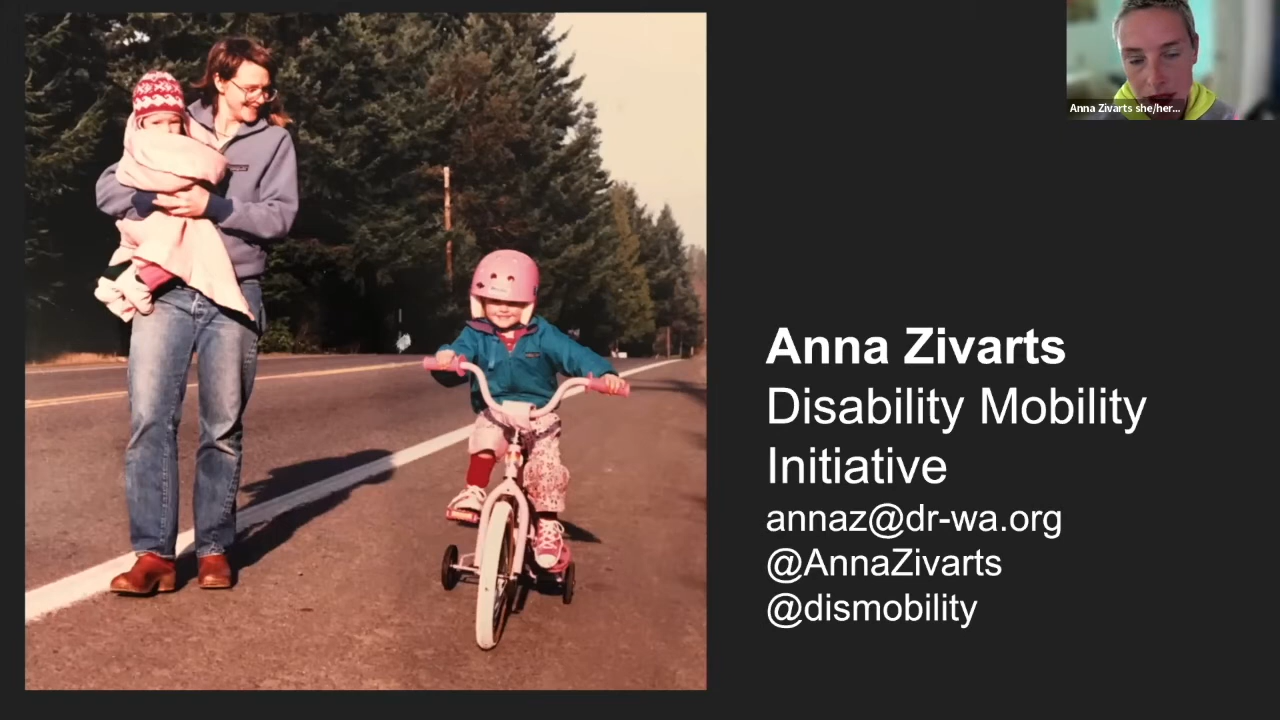 Anna Zivarts she/her...
Anna Zivarts
Disability Mobility
Initiative
annaz@dr-wa.org
@AnnaZivarts
@dismobility